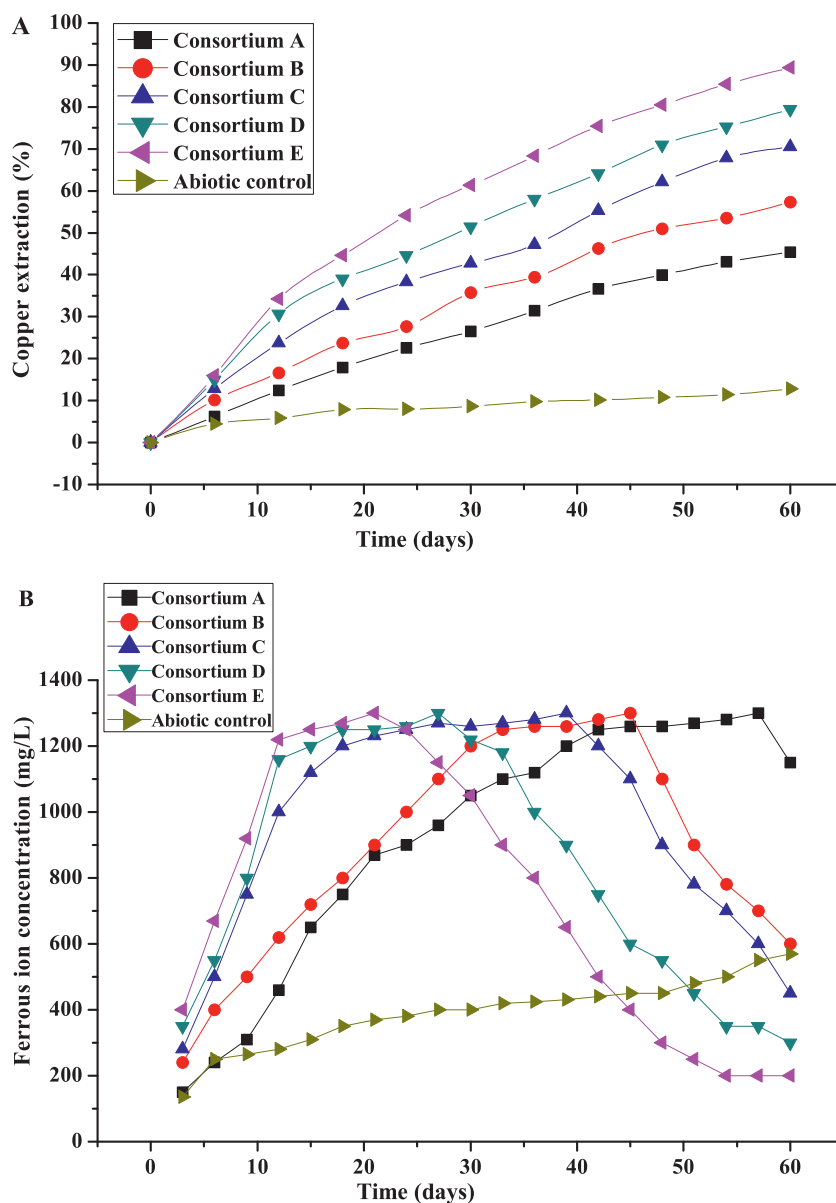 A
Consortium A
Consortium B
Consortium C
Consortium D
Consortium E
Abiotic control
Copper extraction (%)
100
90
80
70
60
50
40
30
20
10
0
-10
0 10 20 30 40 50 60
Time (days)
B
Consortium A
Consortium B
Consortium C
Consortium D
Consortium E
Abiotic control
Ferrous ion concentration (mg/L)
1400
1200
1000
800
600
400
200
0
0 10 20 30 40 50 60
Time (days)